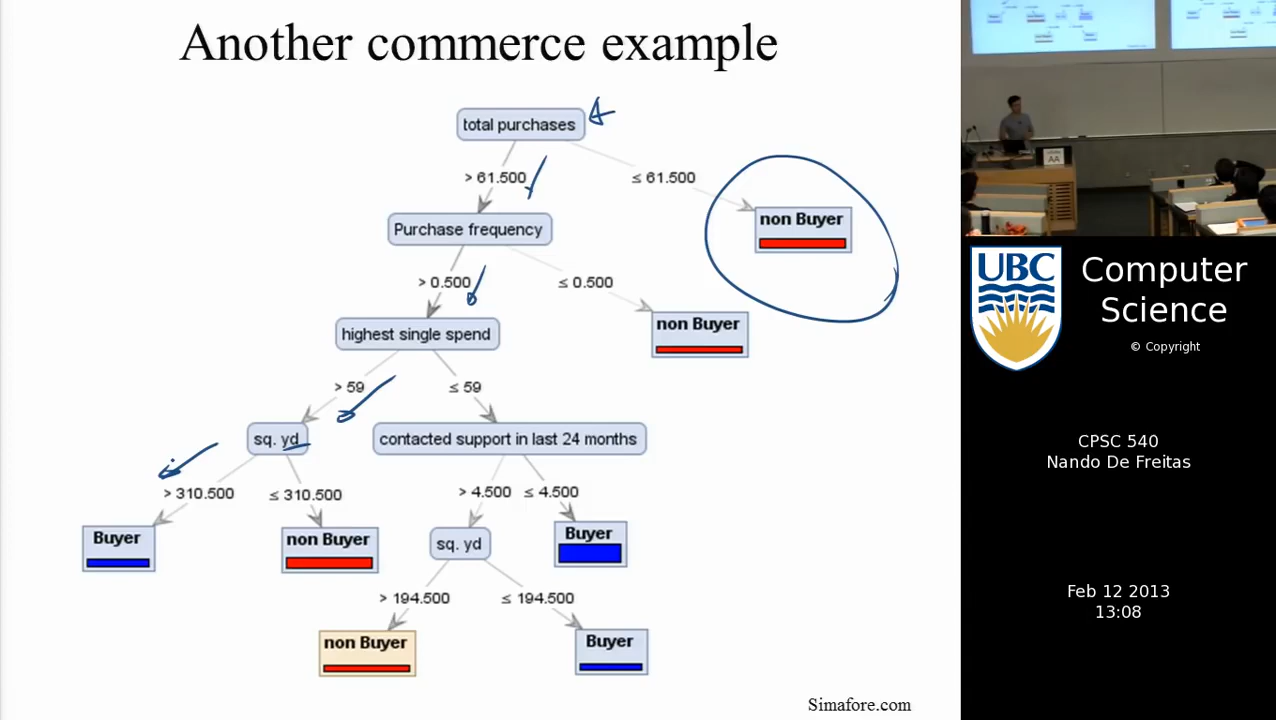 Another commerce example
total purchases
> 61.500
≤ 61.500
non Buyer
Purchase frequency
> 0.500
≤ 0.500
non Buyer
highest single spend
> 59
≤ 59
sq. yd
contacted support in last 24 months
> 310.500
≤ 310.500
> 4.500
≤ 4.500
Buyer
non Buyer
sq. yd
Buyer
> 194.500
≤ 194.500
non Buyer
Buyer
Simafore.com
AA
UBC
Computer
Science
© Copyright
CPSC 540
Nando De Freitas
Feb 12 2013
13:08